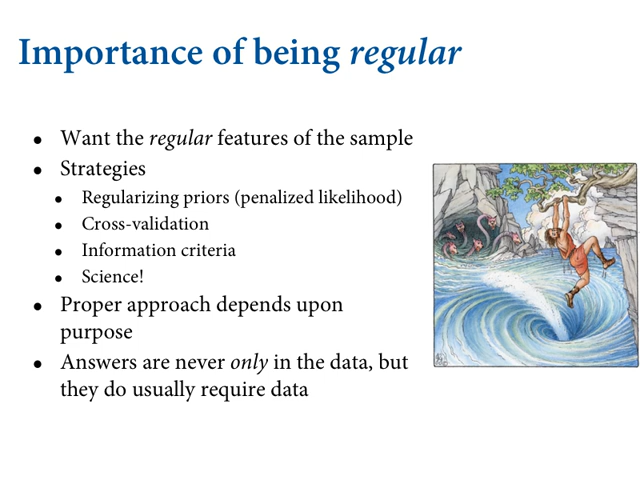 Importance of being regular
• Want the regular features of the sample
• Strategies
• Regularizing priors (penalized likelihood)
• Cross-validation
• Information criteria
• Science!
• Proper approach depends upon
purpose
• Answers are never only in the data, but
they do usually require data